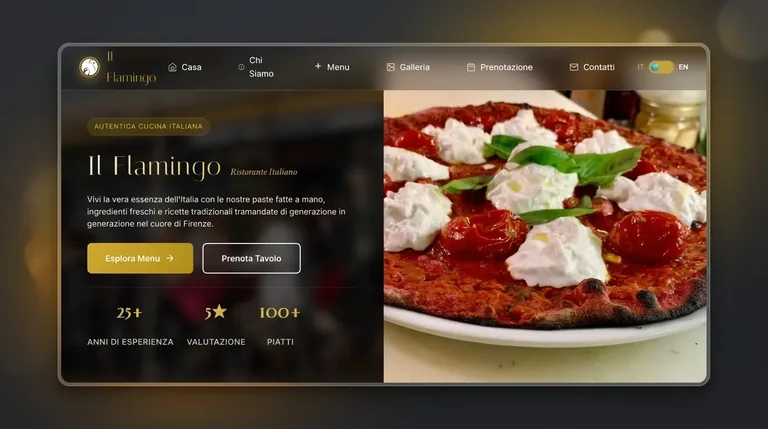 Il
Flamingo
Casa
Chi
Siamo
Menu
Galleria
Prenotazione
Contatti
IT
EN
AUTENTICA CUCINA ITALIANA
Il Flamingo Ristorante Italiano
Vivi la vera essenza dell'Italia con le nostre paste fatte a mano,
ingredienti freschi e ricette tradizionali tramandate di generazione in
generazione nel cuore di Firenze.
Esplora Menu →
Prenota Tavolo
25+
ANNI DI ESPERIENZA
5★
VALUTAZIONE
100+
PIATTI